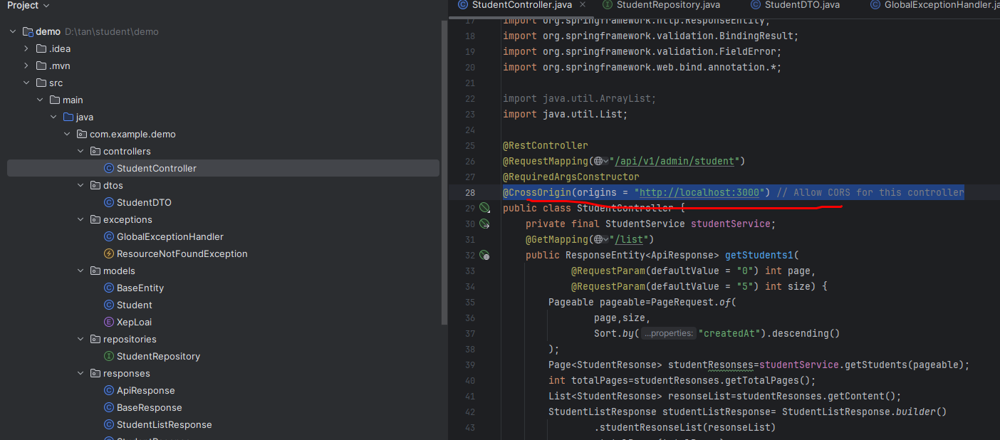 Project
demo D:\tan\student\demo
.idea
.mvn
src
main
java
com.example.demo
controllers
StudentController
dtos
StudentDTO
exceptions
GlobalExceptionHandler
ResourceNotFoundException
models
BaseEntity
Student
XepLoai
repositories
StudentRepository
responses
ApiResponse
BaseResponse
StudentListResponse
StudentController.java StudentRepository.java StudentDTO.java GlobalExceptionHandler.ja
17 import org.springframework.http.ResponseEntity;
18 import org.springframework.validation.BindingResult;
19 import org.springframework.validation.FieldError;
20 import org.springframework.web.bind.annotation.*;
21
22 import java.util.ArrayList;
23 import java.util.List;
24
25 @RestController
26 @RequestMapping("/api/v1/admin/student")
27 @RequiredArgsConstructor
28 @CrossOrigin(origins = "http://localhost:3000") // Allow CORS for this controller
29 public class StudentController {
30 private final StudentService studentService;
31 @GetMapping("/list")
32 public ResponseEntity<ApiResponse> getStudents1(
33 @RequestParam(defaultValue = "0") int page,
34 @RequestParam(defaultValue = "5") int size) {
35 Pageable pageable=PageRequest.of(
36 page,size,
37 Sort.by( ...properties: "createdAt").descending()
38 );
39 Page<StudentResonse> studentResonses=studentService.getStudents(pageable);
40 int totalPages=studentResonses.getTotalPages();
41 List<StudentResonse> resonseList=studentResonses.getContent();
42 StudentListResponse studentListResponse= StudentListResponse.builder()
43 .studentResonseList(resonseList)